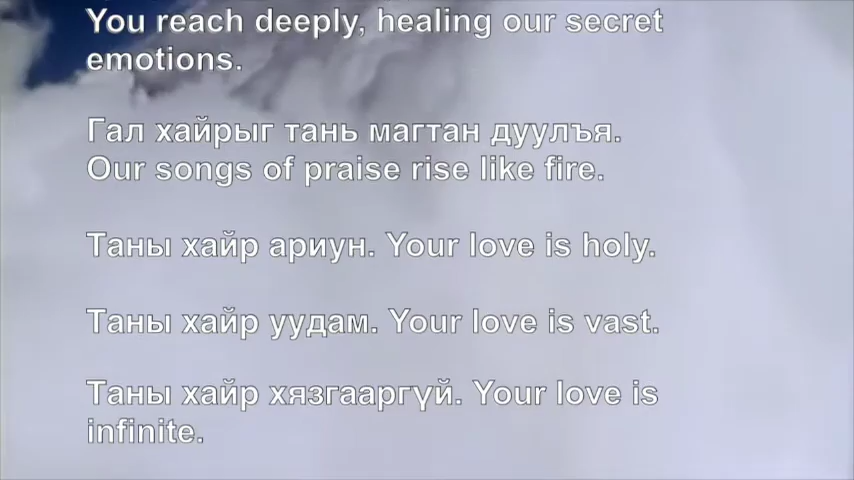 You reach deeply, healing our secret
emotions.
Гал хайрыг тань магтан дуулъя.
Our songs of praise rise like fire.
Таны хайр ариун. Your love is holy.
Таны хайр уудам. Your love is vast.
Таны хайр хязгааргүй. Your love is
infinite.